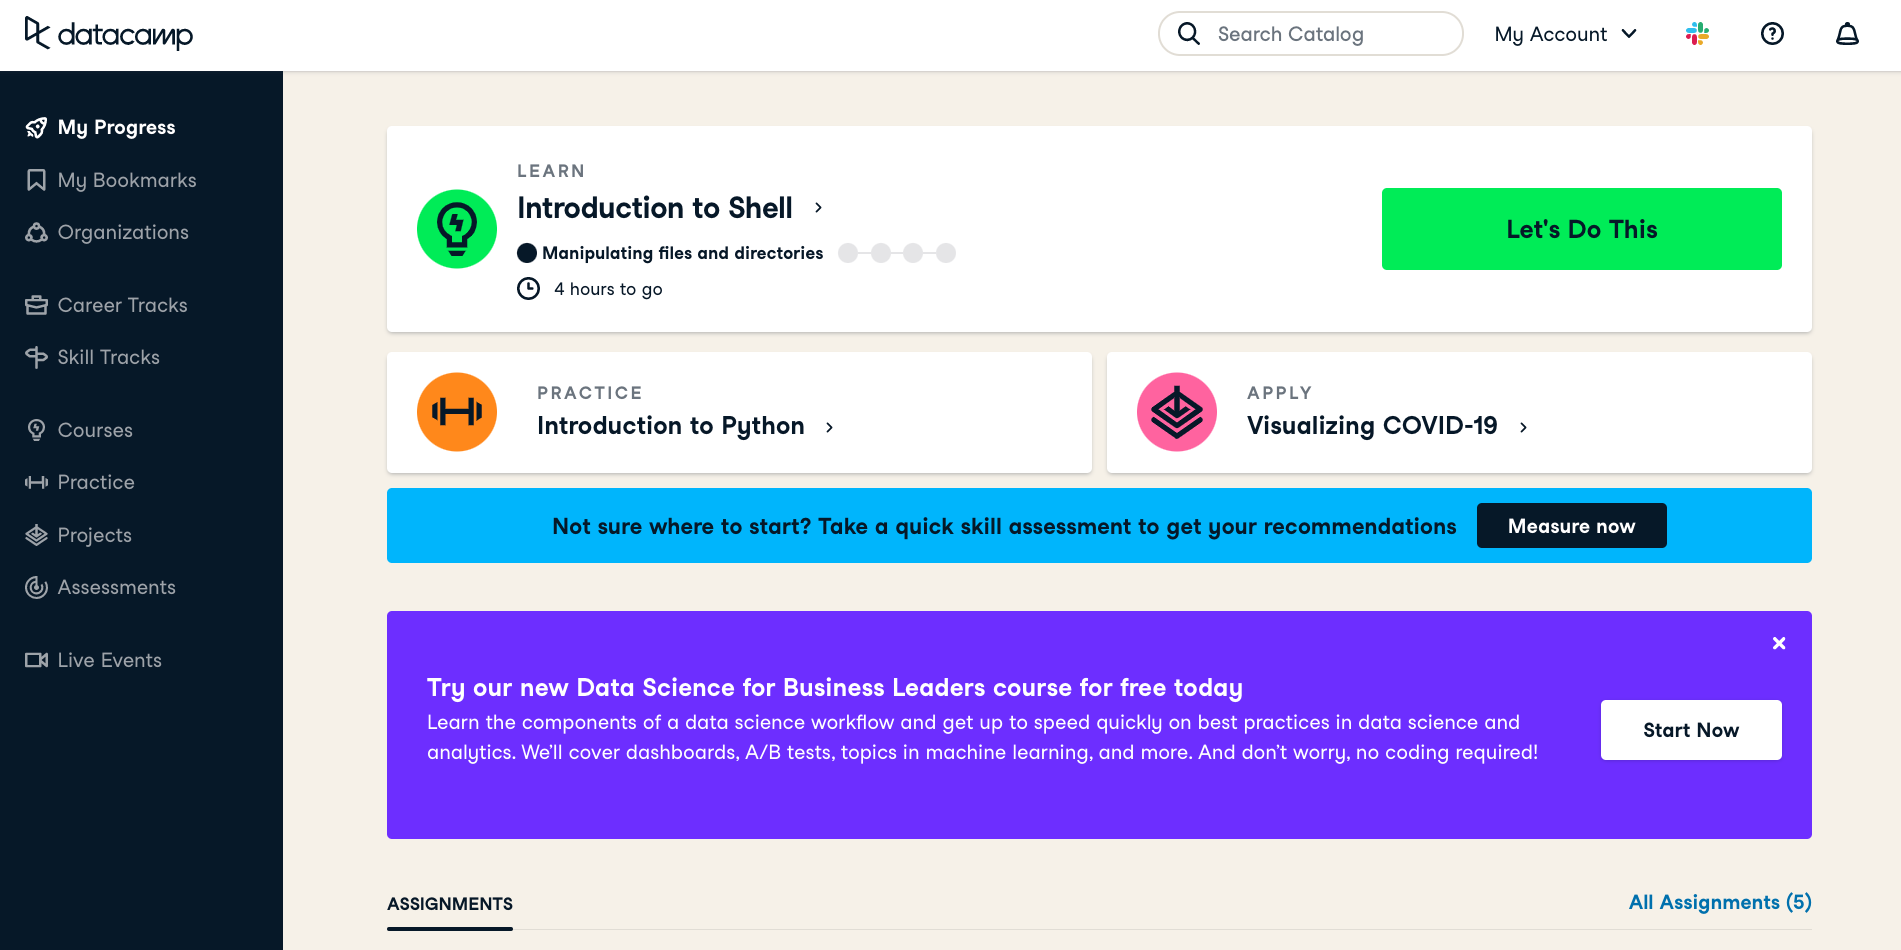 datacamp
Search Catalog
My Account
My Progress
My Bookmarks
Organizations
Career Tracks
Skill Tracks
Courses
Practice
Projects
Assessments
Live Events
LEARN
Introduction to Shell
Manipulating files and directories
4 hours to go
Let's Do This
PRACTICE
Introduction to Python
APPLY
Visualizing COVID-19
Not sure where to start? Take a quick skill assessment to get your recommendations
Measure now
Try our new Data Science for Business Leaders course for free today
Learn the components of a data science workflow and get up to speed quickly on best practices in data science and
analytics. We’ll cover dashboards, A/B tests, topics in machine learning, and more. And don’t worry, no coding required!
Start Now
ASSIGNMENTS
All Assignments (5)